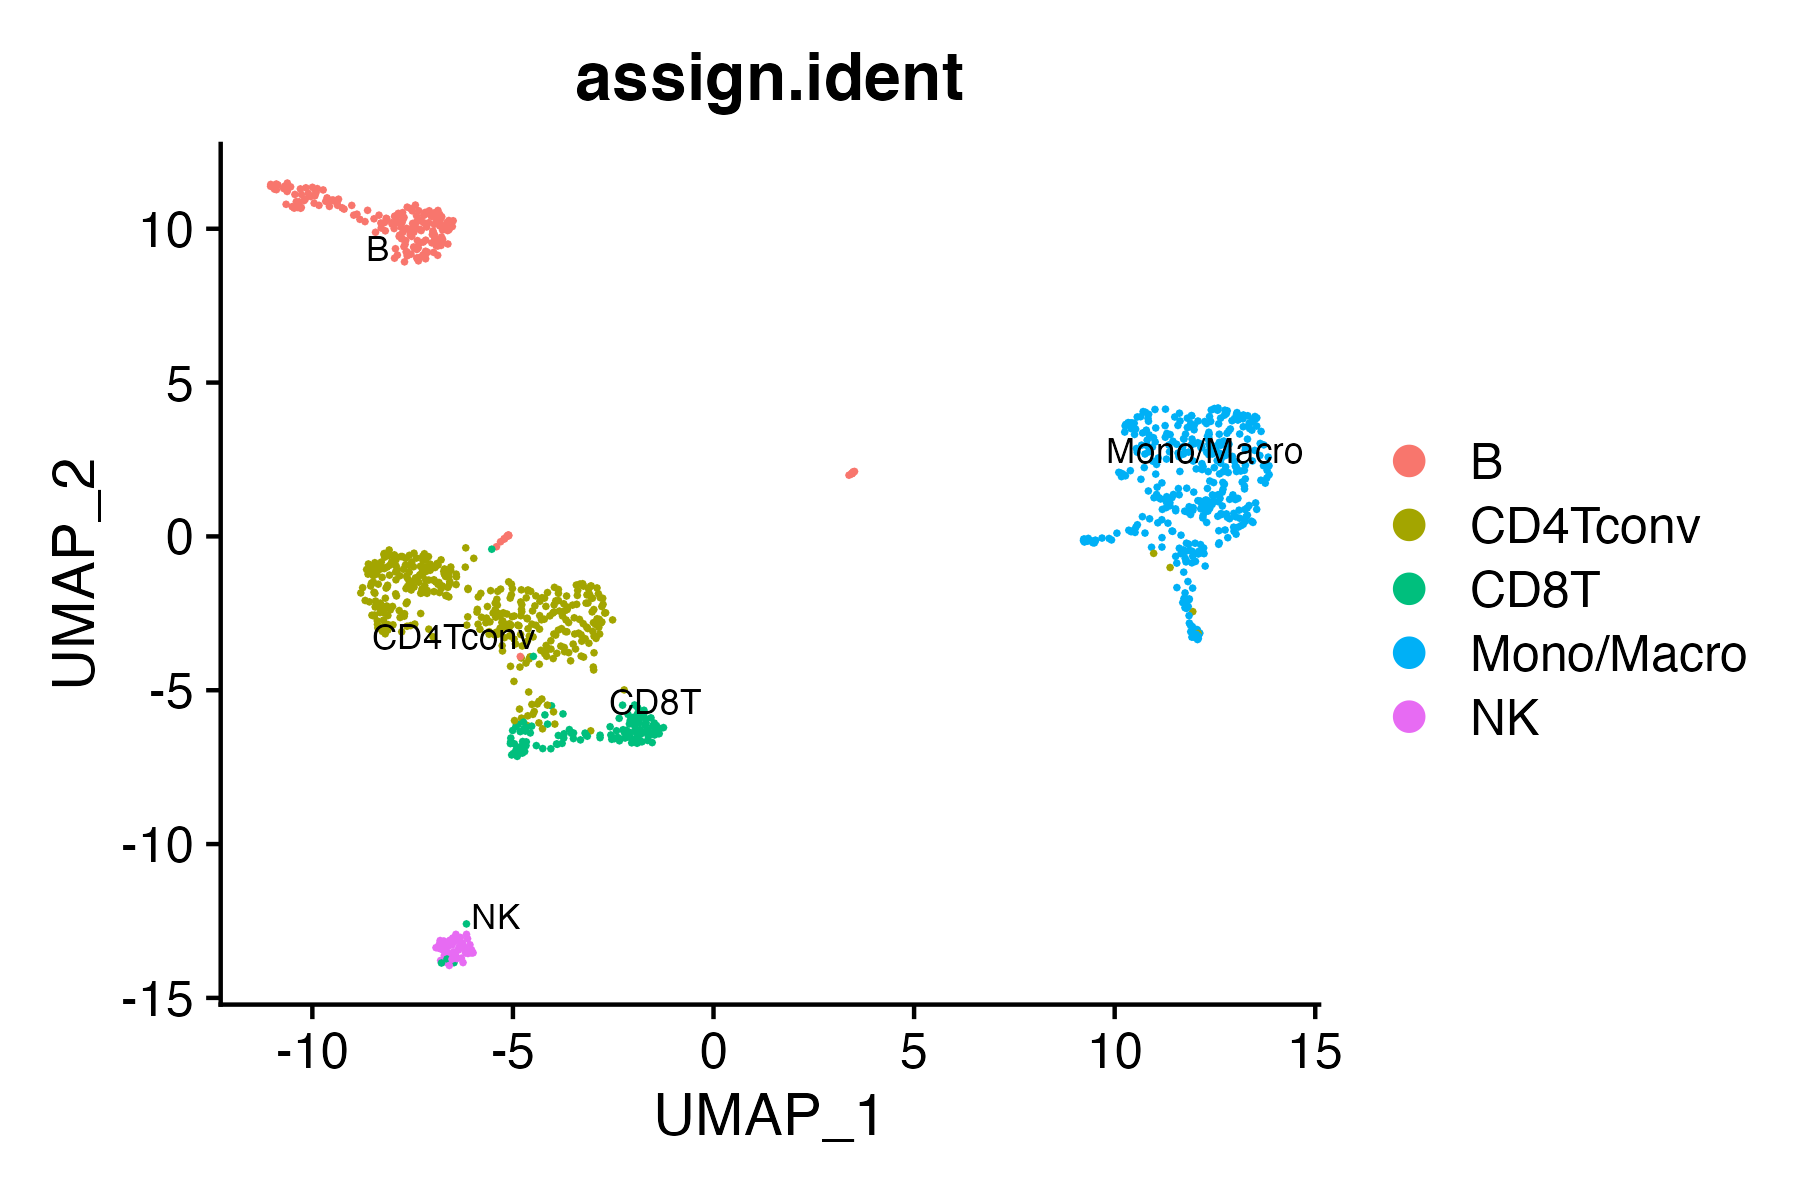 assign.ident
UMAP_2
10
5
0
-5
-10
-15
B
Mono/Macro
CD4Tconv
CD8T
NK
-10
-5
0
5
10
15
UMAP_1
B
CD4Tconv
CD8T
Mono/Macro
NK